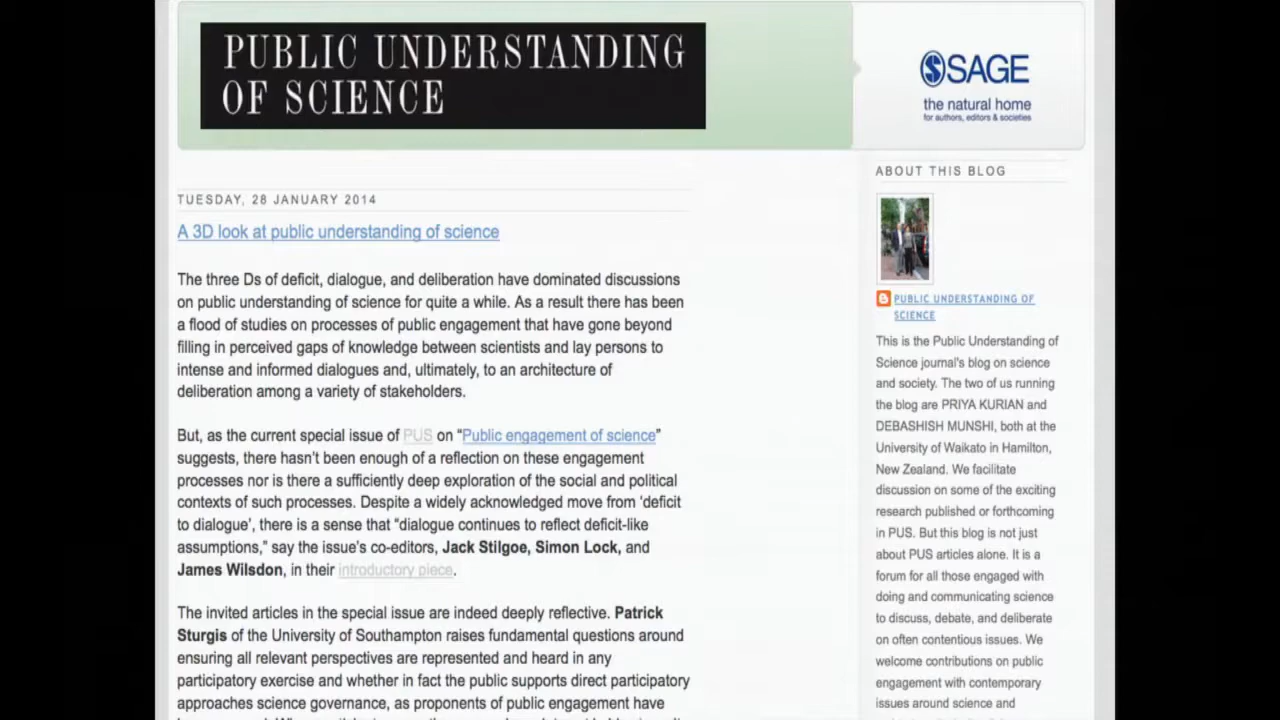 PUBLIC UNDERSTANDING
OF SCIENCE
SAGE
the natural home
for authors, editors & societies
TUESDAY, 28 JANUARY 2014
A 3D look at public understanding of science
The three Ds of deficit, dialogue, and deliberation have dominated discussions
on public understanding of science for quite a while. As a result there has been
a flood of studies on processes of public engagement that have gone beyond
filling in perceived gaps of knowledge between scientists and lay persons to
intense and informed dialogues and, ultimately, to an architecture of
deliberation among a variety of stakeholders.
But, as the current special issue of PUS on “Public engagement of science”
suggests, there hasn’t been enough of a reflection on these engagement
processes nor is there a sufficiently deep exploration of the social and political
contexts of such processes. Despite a widely acknowledged move from ‘deficit
to dialogue’, there is a sense that “dialogue continues to reflect deficit-like
assumptions,” say the issue’s co-editors, Jack Stilgoe, Simon Lock, and
James Wilsdon, in their introductory piece.
The invited articles in the special issue are indeed deeply reflective. Patrick
Sturgis of the University of Southampton raises fundamental questions around
ensuring all relevant perspectives are represented and heard in any
participatory exercise and whether in fact the public supports direct participatory
approaches science governance, as proponents of public engagement have
ABOUT THIS BLOG
PUBLIC UNDERSTANDING OF
SCIENCE
This is the Public Understanding of
Science journal's blog on science
and society. The two of us running
the blog are PRIYA KURIAN and
DEBASHISH MUNSHI, both at the
University of Waikato in Hamilton,
New Zealand. We facilitate
discussion on some of the exciting
research published or forthcoming
in PUS. But this blog is not just
about PUS articles alone. It is a
forum for all those engaged with
doing and communicating science
to discuss, debate, and deliberate
on often contentious issues. We
welcome contributions on public
engagement with contemporary
issues around science and